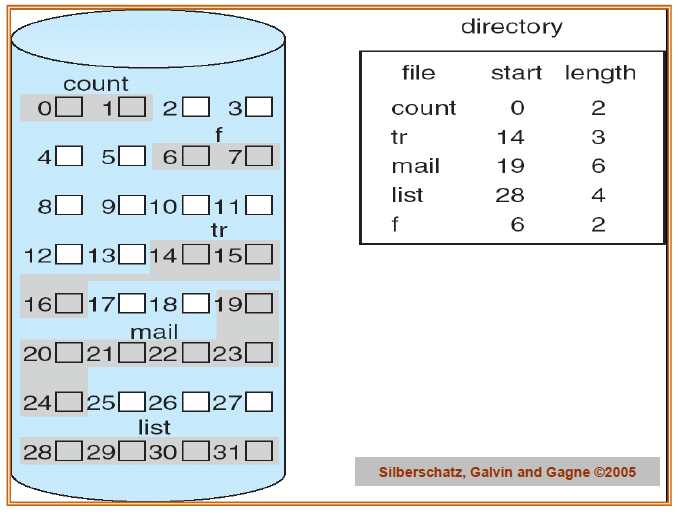 count
0 1 2 3
f
4 5 6 7
8 9 10 11
tr
12 13 14 15
16 17 18 19
mail
20 21 22 23
24 25 26 27
list
28 29 30 31
directory
file start length
count 0 2
tr 14 3
mail 19 6
list 28 4
f 6 2
Silberschatz, Galvin and Gagne ©2005